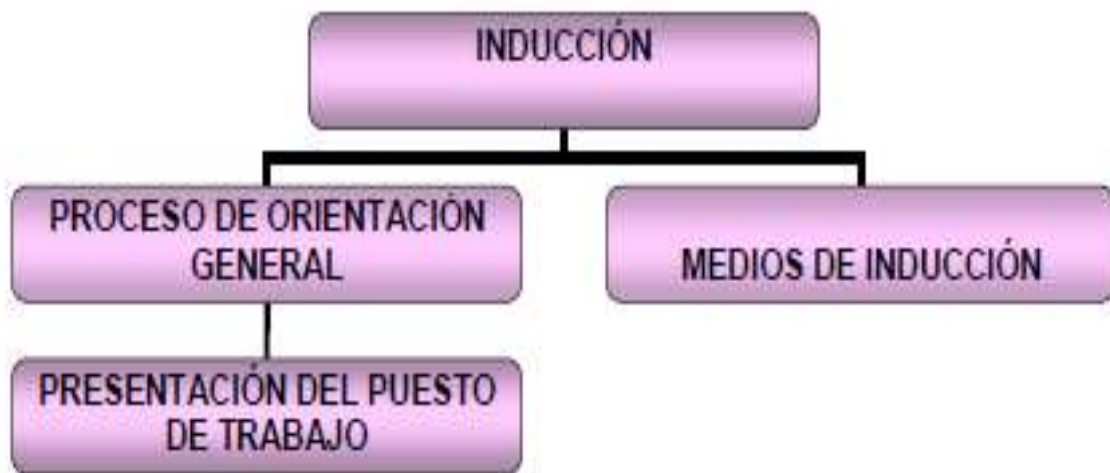 INDUCCIÓN
PROCESO DE ORIENTACIÓN
GENERAL
MEDIOS DE INDUCCIÓN
PRESENTACIÓN DEL PUESTO
DE TRABAJO